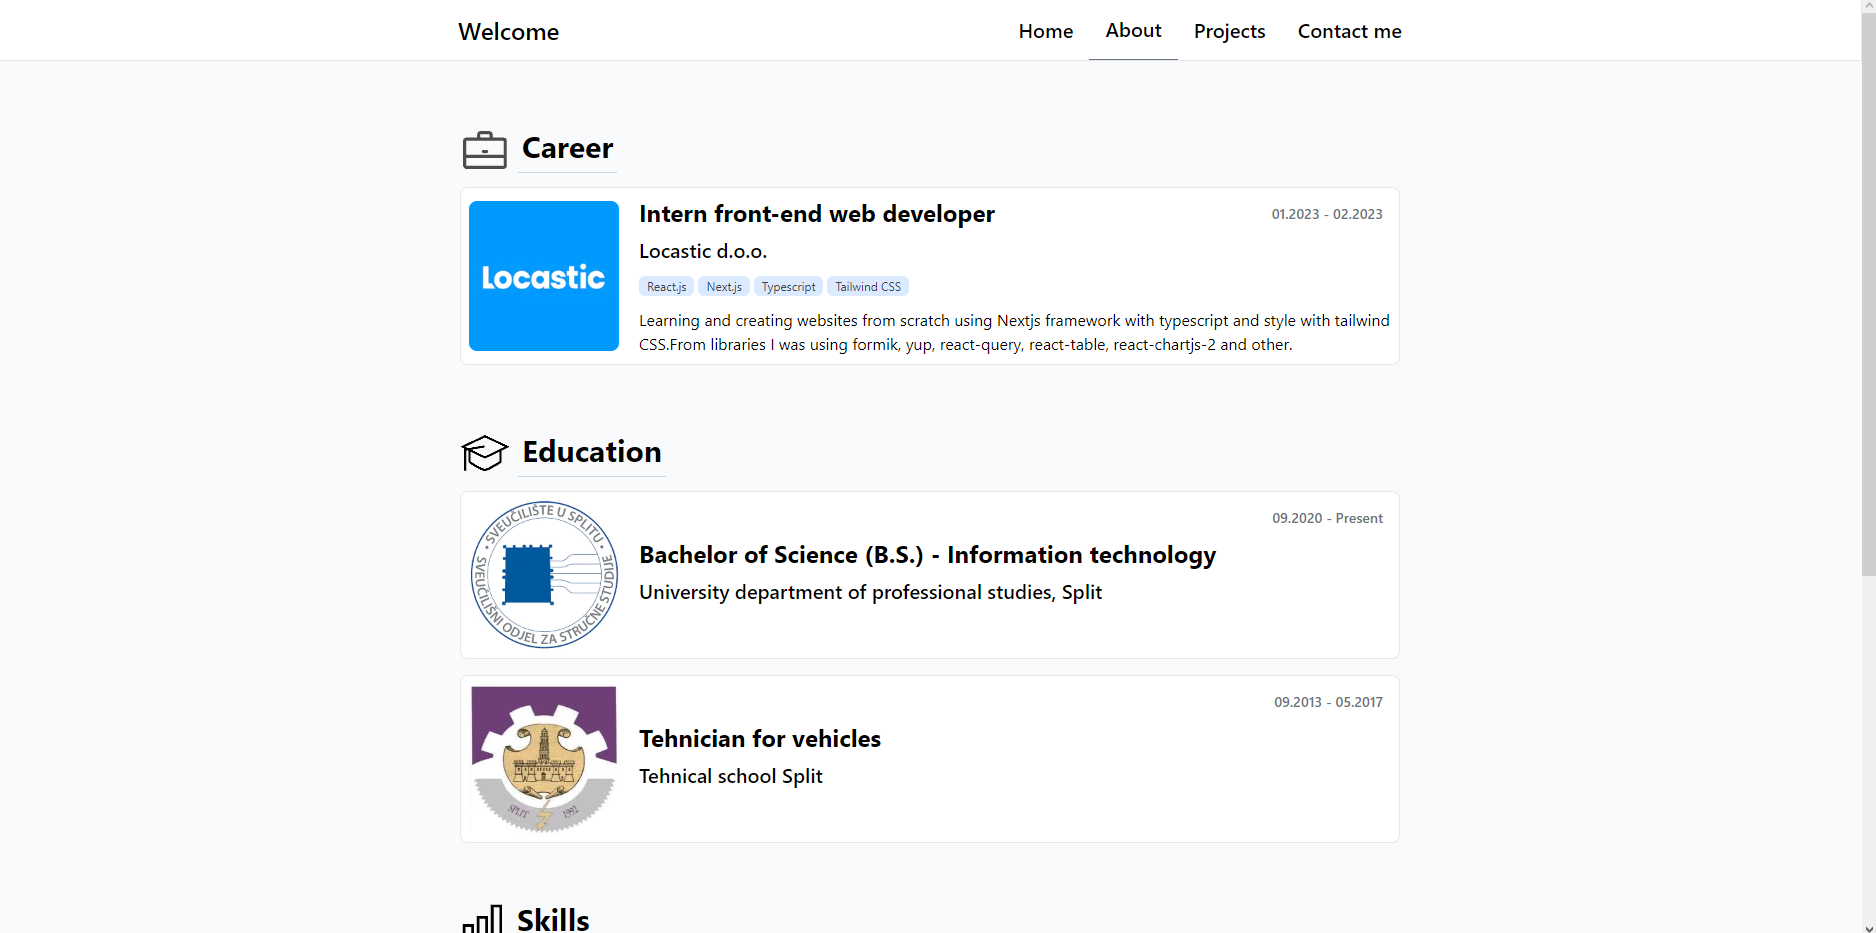 Welcome
Home About Projects Contact me
Career
Locastic
Intern front-end web developer
01.2023 - 02.2023
Locastic d.o.o.
React.js Next.js Typescript Tailwind CSS
Learning and creating websites from scratch using Nextjs framework with typescript and style with tailwind
CSS.From libraries I was using formik, yup, react-query, react-table, react-chartjs-2 and other.
Education
• SVEUČILIŠTE U SPLITU •
SVEUČILIŠNI ODJEL ZA STRUČNE STUDIJE
09.2020 - Present
Bachelor of Science (B.S.) - Information technology
University department of professional studies, Split
SPLIT 1992
09.2013 - 05.2017
Tehnician for vehicles
Tehnical school Split
Skills